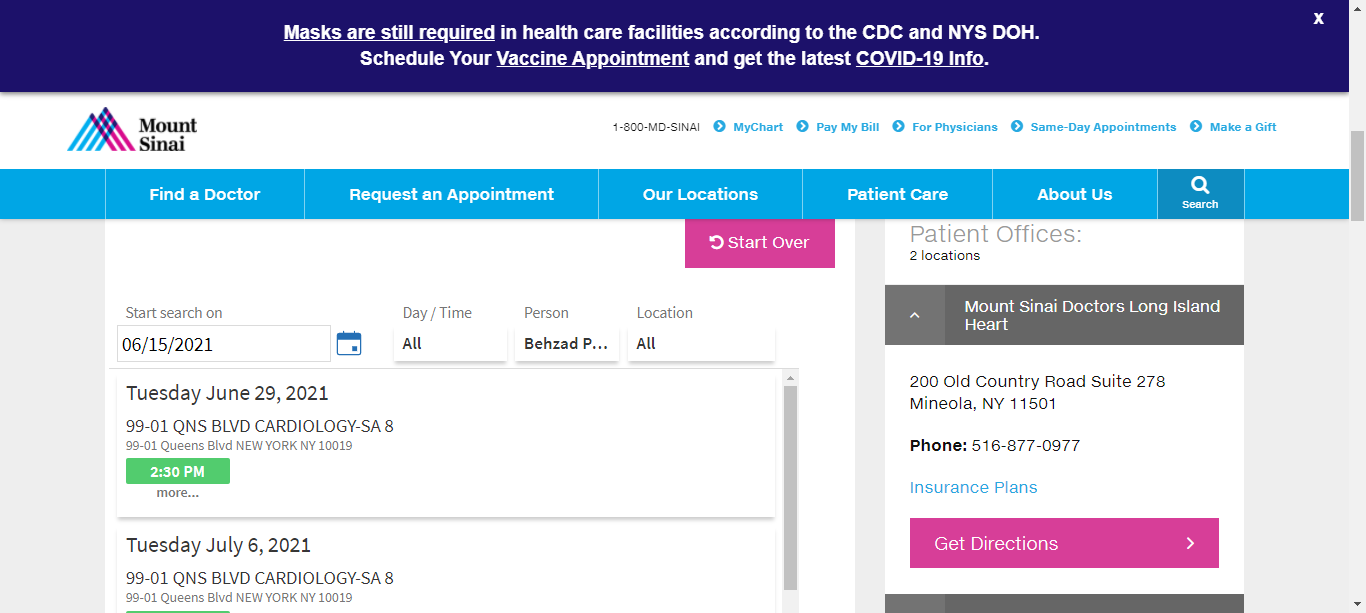 Masks are still required in health care facilities according to the CDC and NYS DOH.
Schedule Your Vaccine Appointment and get the latest COVID-19 Info.
X
Mount
Sinai
1-800-MD-SINAI MyChart Pay My Bill For Physicians Same-Day Appointments Make a Gift
Find a Doctor Request an Appointment Our Locations Patient Care About Us Search
Start Over
Start search on Day / Time Person Location
06/15/2021 All Behzad P... All
Tuesday June 29, 2021
99-01 QNS BLVD CARDIOLOGY-SA 8
99-01 Queens Blvd NEW YORK NY 10019
2:30 PM
more...
Tuesday July 6, 2021
99-01 QNS BLVD CARDIOLOGY-SA 8
99-01 Queens Blvd NEW YORK NY 10019
Patient Offices:
2 locations
Mount Sinai Doctors Long Island
Heart
200 Old Country Road Suite 278
Mineola, NY 11501
Phone: 516-877-0977
Insurance Plans
Get Directions